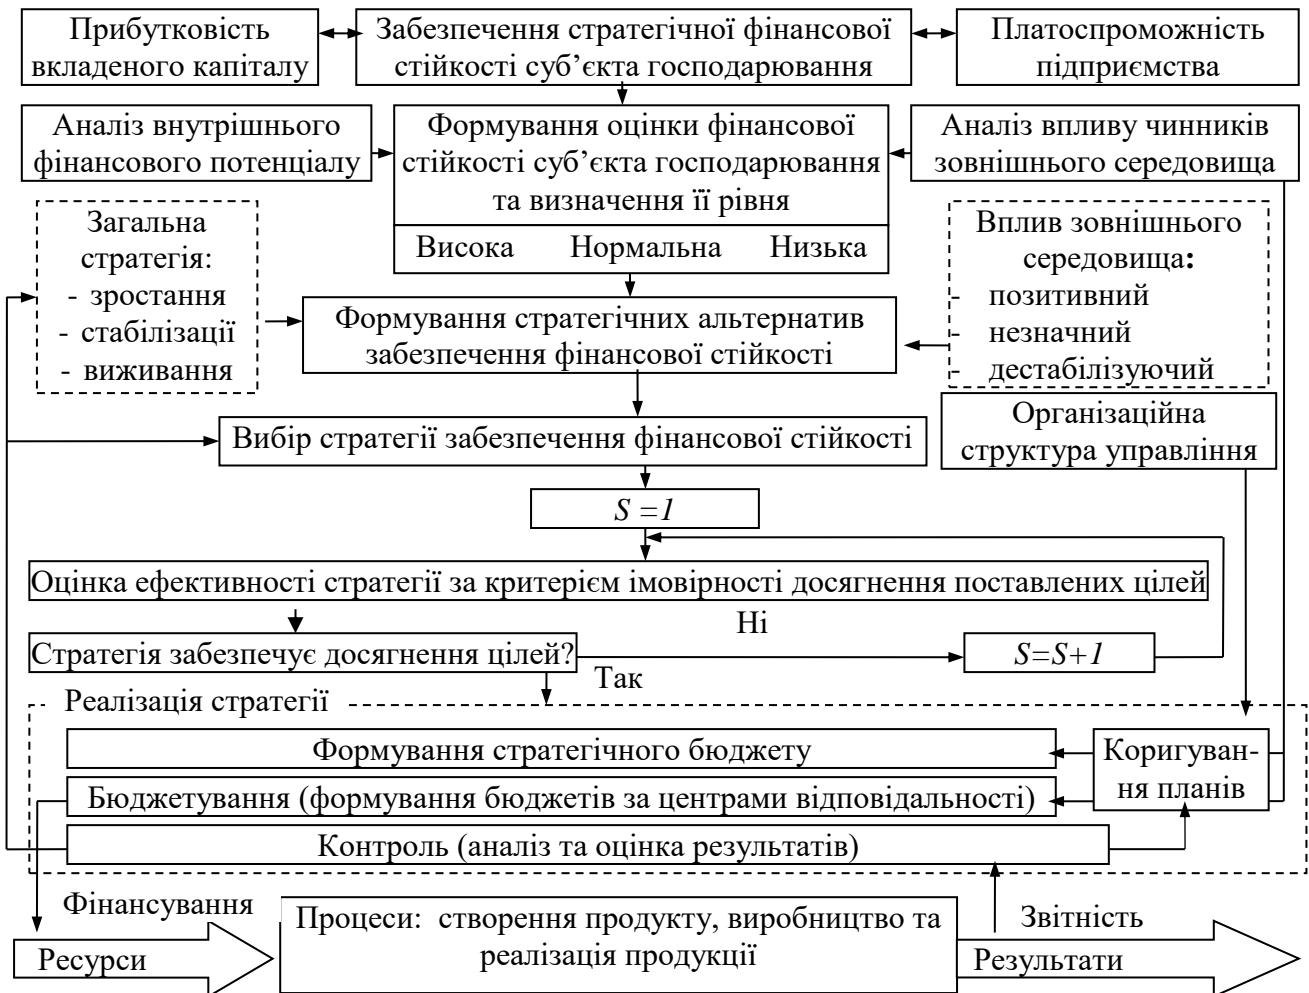 Прибутковість
вкладеного капіталу
Забезпечення стратегічної фінансової
стійкості суб’єкта господарювання
Платоспроможність
підприємства
Аналіз внутрішнього
фінансового потенціалу
Формування оцінки фінансової
стійкості суб’єкта господарювання
та визначення її рівня
Висока Нормальна Низька
Аналіз впливу чинників
зовнішнього середовища
Загальна
стратегія:
- зростання
- стабілізації
- виживання
Формування стратегічних альтернатив
забезпечення фінансової стійкості
Вплив зовнішнього
середовища:
- позитивний
- незначний
- дестабілізуючий
Вибір стратегії забезпечення фінансової стійкості
Організаційна
структура управління
S =1
Оцінка ефективності стратегії за критерієм імовірності досягнення поставлених цілей
Ні
Стратегія забезпечує досягнення цілей?
S=S+1
Так
Реалізація стратегії
Формування стратегічного бюджету
Коригуван-
ня планів
Бюджетування (формування бюджетів за центрами відповідальності)
Контроль (аналіз та оцінка результатів)
Фінансування
Ресурси
Процеси: створення продукту, виробництво та
реалізація продукції
Звітність
Результати